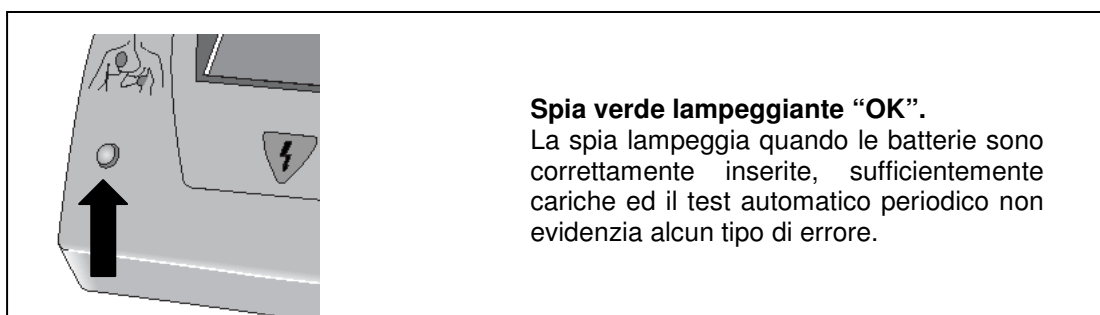 Spia verde lampeggiante “OK”.
La spia lampeggia quando le batterie sono
correttamente inserite, sufficientemente
cariche ed il test automatico periodico non
evidenzia alcun tipo di errore.